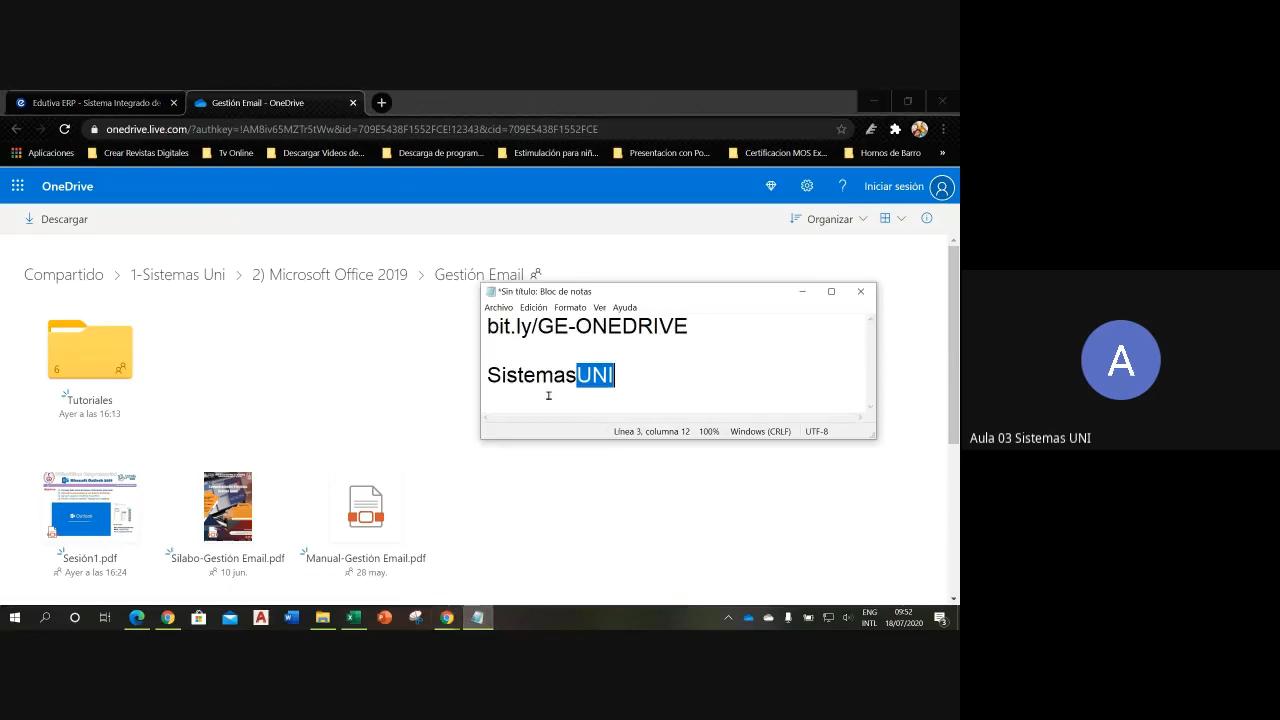 Edutiva ERP - Sistema Integrado de
Gestión Email - OneDrive
onedrive.live.com/?authkey=!AM8iv65MZTr5tWw&id=709E5438F1552FCE!12343&cid=709E5438F1552FCE
Aplicaciones
Crear Revistas Digitales
Tv Online
Descargar Videos de...
Descarga de program...
Estimulación para niñ...
Presentacion con Po...
Certificacion MOS Ex...
Hornos de Barro
»
OneDrive
Iniciar sesión
Descargar
Organizar
Compartido > 1-Sistemas Uni > 2) Microsoft Office 2019 > Gestión Email
*Sin título: Bloc de notas
Archivo Edición Formato Ver Ayuda
bit.ly/GE-ONEDRIVE
SistemasUNI
Línea 3, columna 12 100% Windows (CRLF) UTF-8
6
Tutoriales
Ayer a las 16:13
Microsoft Outlook 2019
Outlook
Sesión1.pdf
Ayer a las 16:24
Silabo-Gestión Email.pdf
10 jun.
Manual-Gestión Email.pdf
28 may.
A
Aula 03 Sistemas UNI
ENG
INTL
09:52
18/07/2020
3